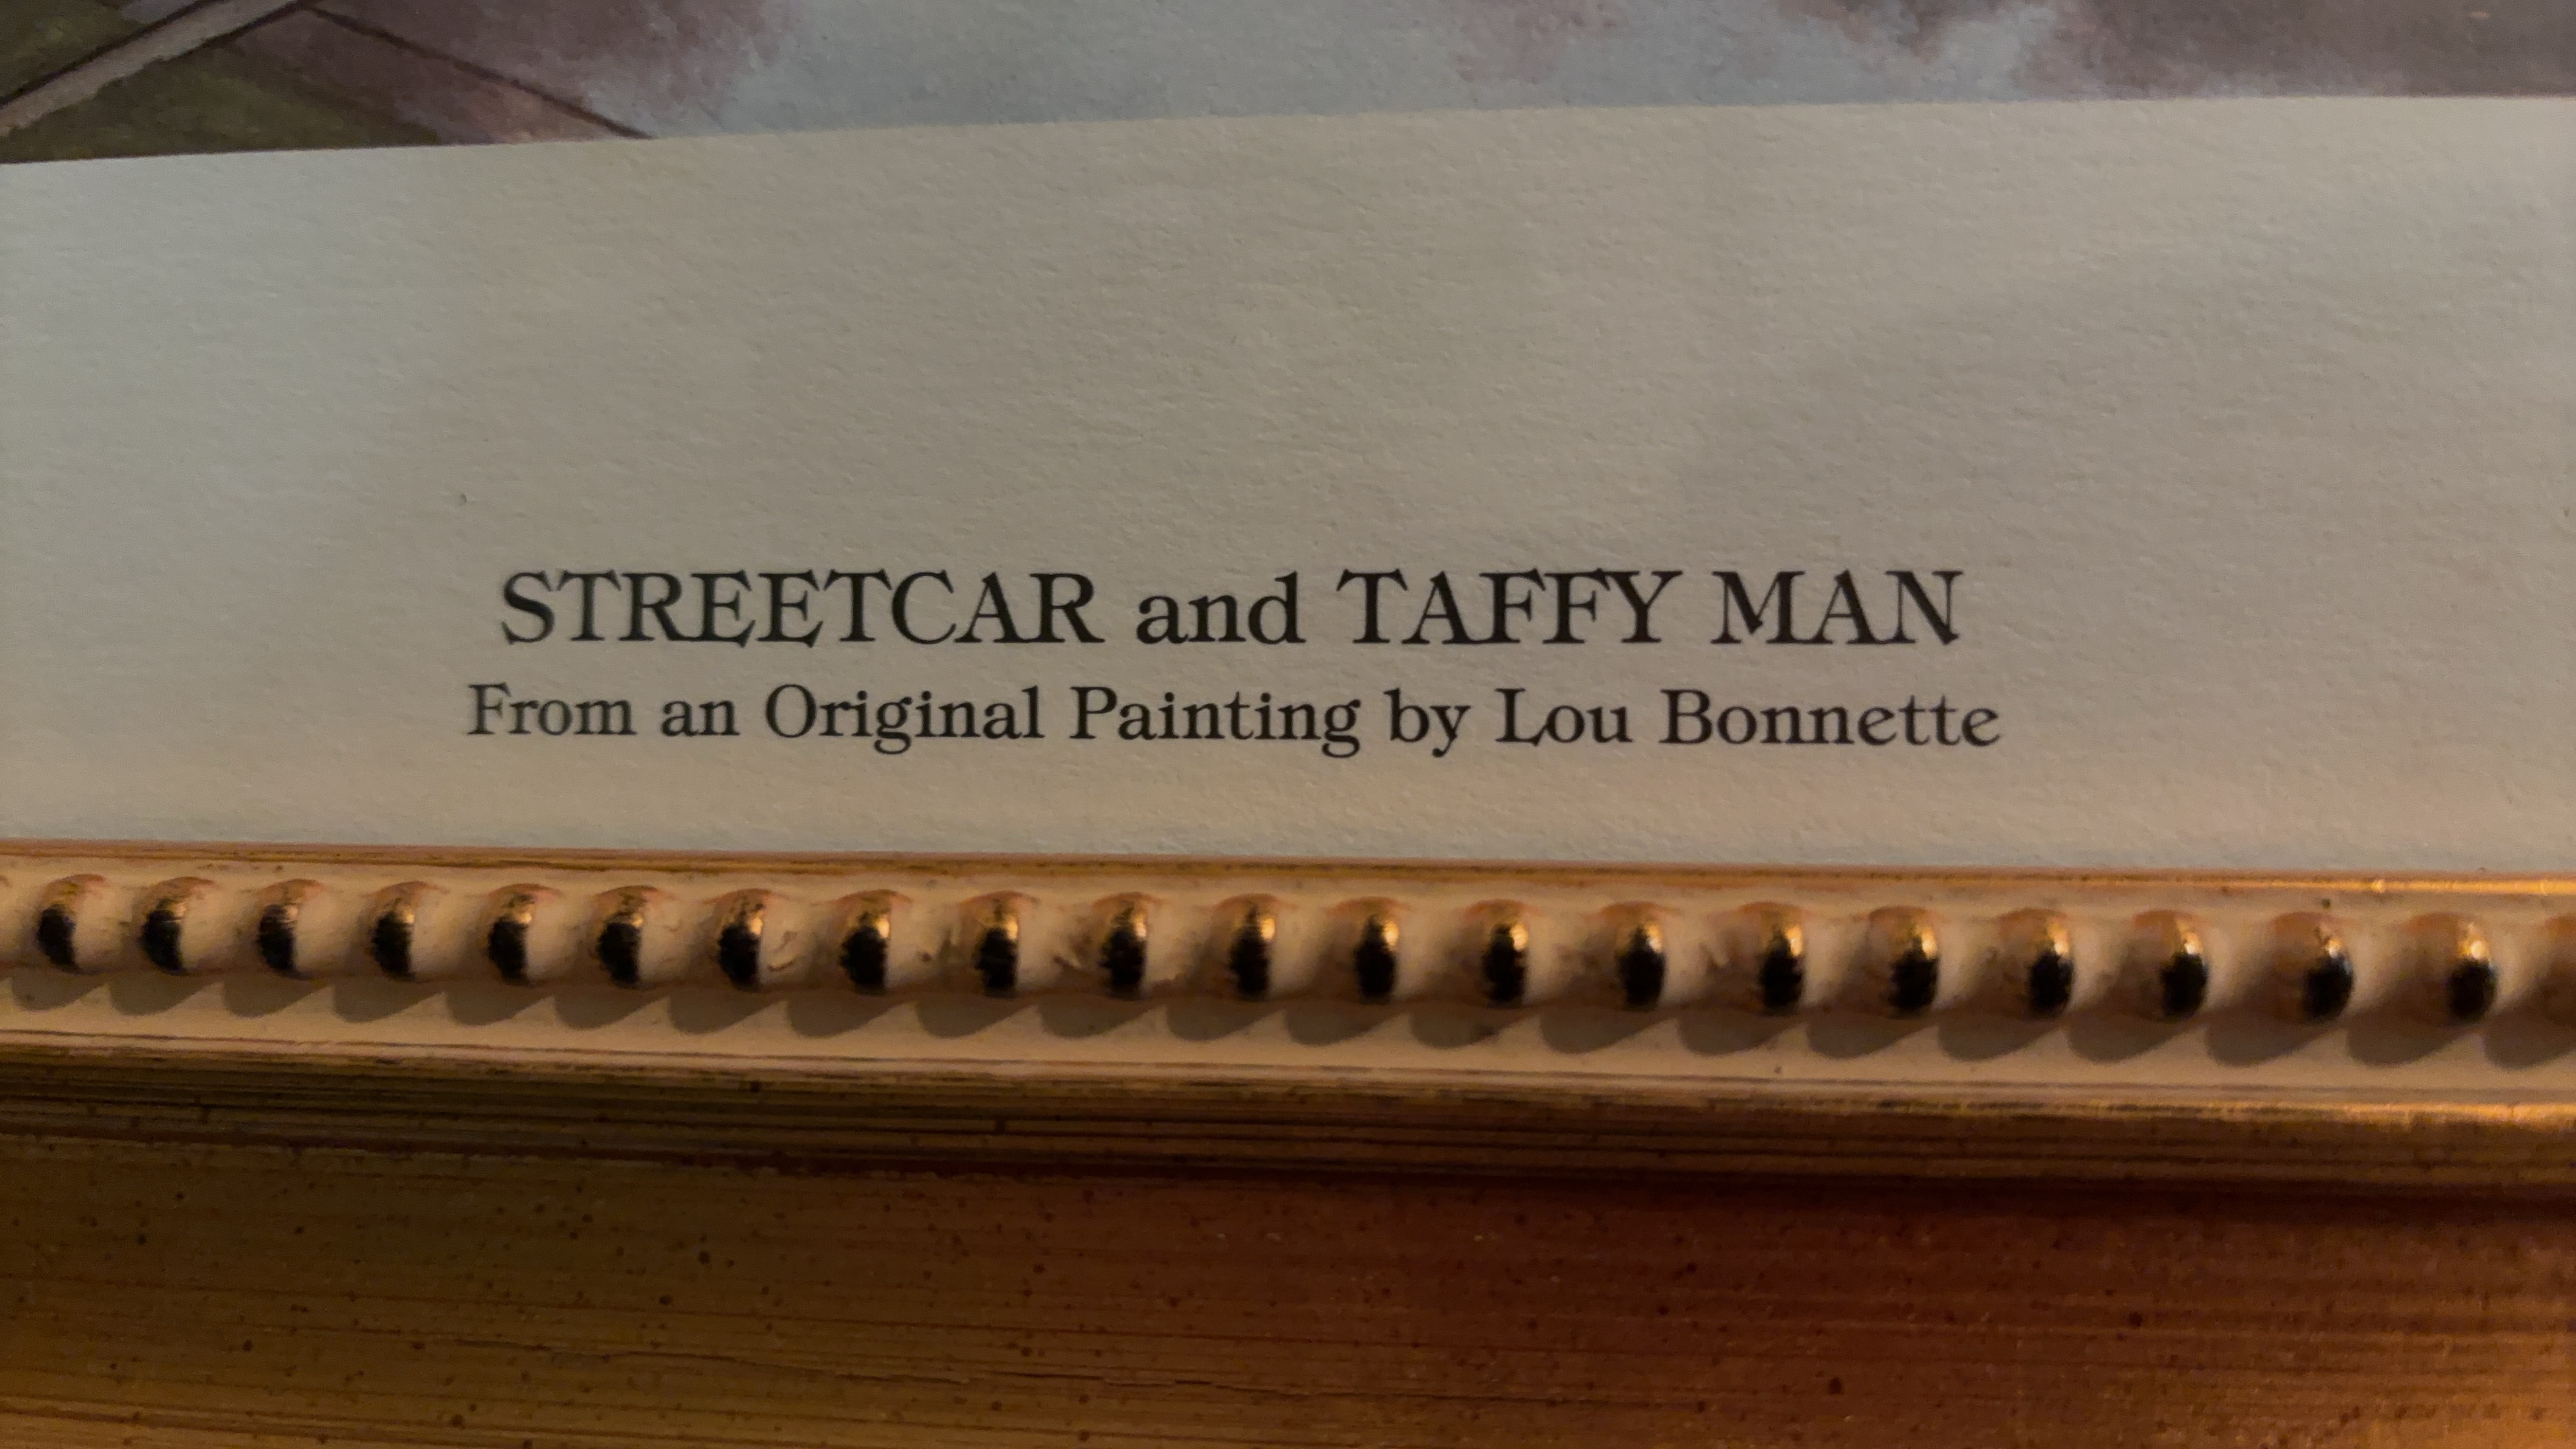 STREETCAR and TAFFY MAN
From an Original Painting by Lou Bonnette